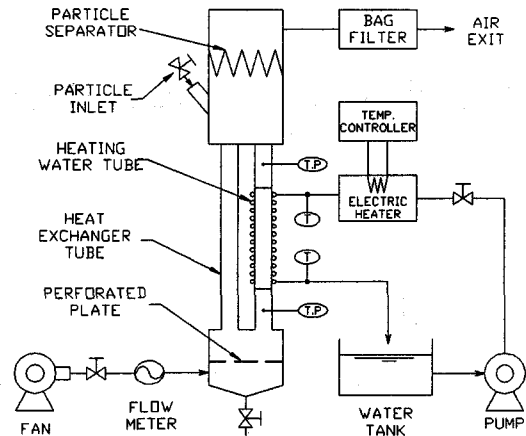 PARTICLE
SEPARATOR
BAG
FILTER
AIR
EXIT
PARTICLE
INLET
TEMP.
CONTROLLER
HEATING
WATER TUBE
T.P
ELECTRIC
HEATER
T
HEAT
EXCHANGER
TUBE
T
PERFORATED
PLATE
T.P
FAN
FLOW
METER
WATER
TANK
PUMP